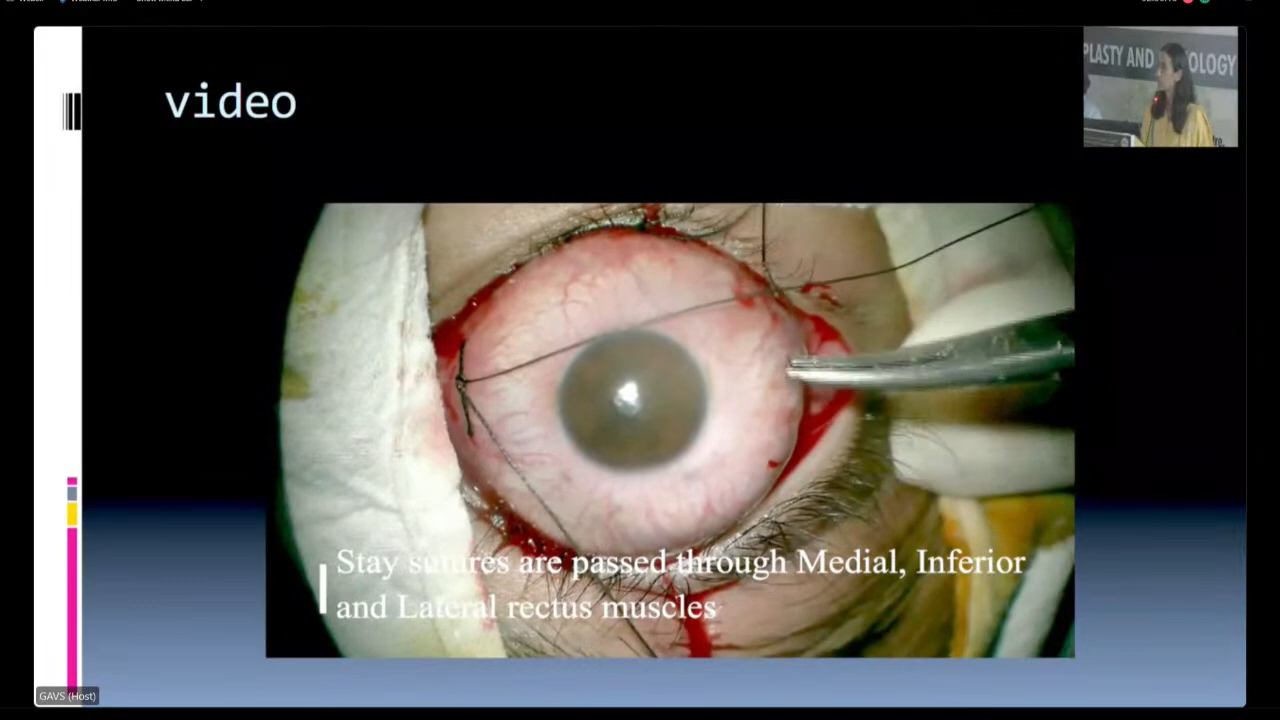 video
PLASTY AND
OLOGY
Stay sutures are passed through Medial, Inferior
and Lateral rectus muscles
GAVS (Host)